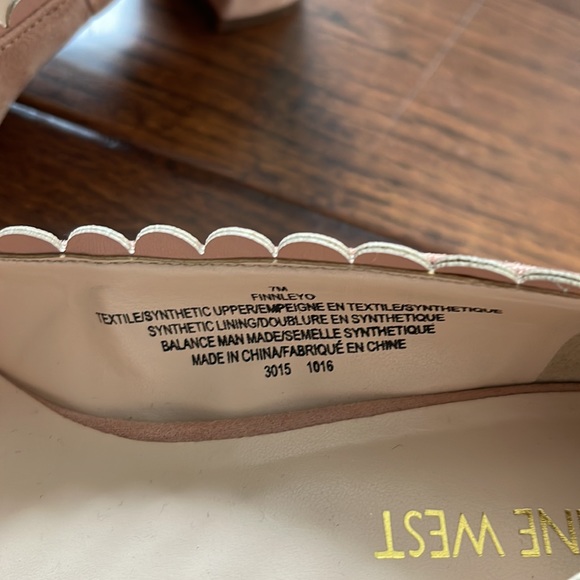 7M
FINNLEYO
TEXTILE/SYNTHETIC UPPER/EMPEIGNE EN TEXTILE/SYNTHETIQUE
SYNTHETIC LINING/DOUBLURE EN SYNTHETIQUE
BALANCE MAN MADE/SEMELLE SYNTHETIQUE
MADE IN CHINA/FABRIQUÉ EN CHINE
3015 1016
INE WEST